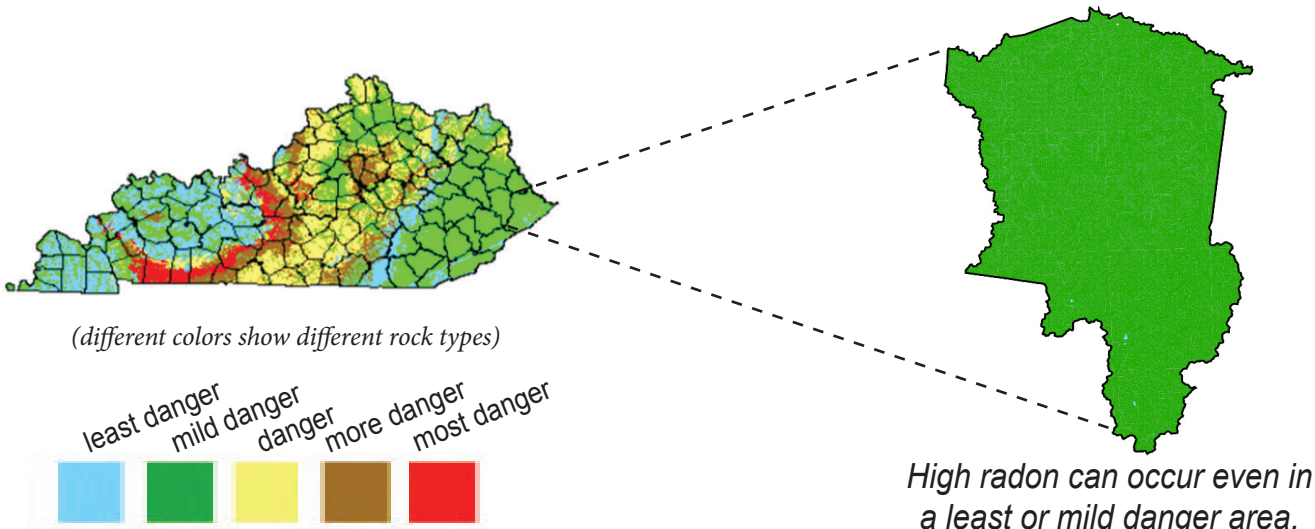 (different colors show different rock types)
least danger
mild danger
danger
more danger
most danger
High radon can occur even in
a least or mild danger area.